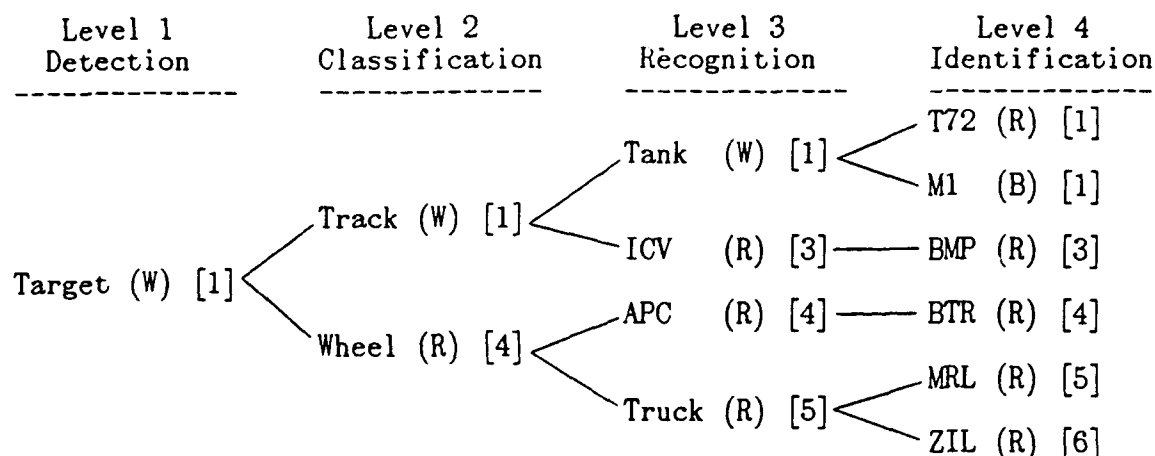 Level 1 Level 2 Level 3 Level 4
Detection Classification Recognition Identification
-------------- -------------- -------------- --------------
T72 (R) [1]
Tank (W) [1]
M1 (B) [1]
Track (W) [1]
ICV (R) [3] BMP (R) [3]
Target (W) [1]
APC (R) [4] BTR (R) [4]
Wheel (R) [4]
MRL (R) [5]
Truck (R) [5]
ZIL (R) [6]